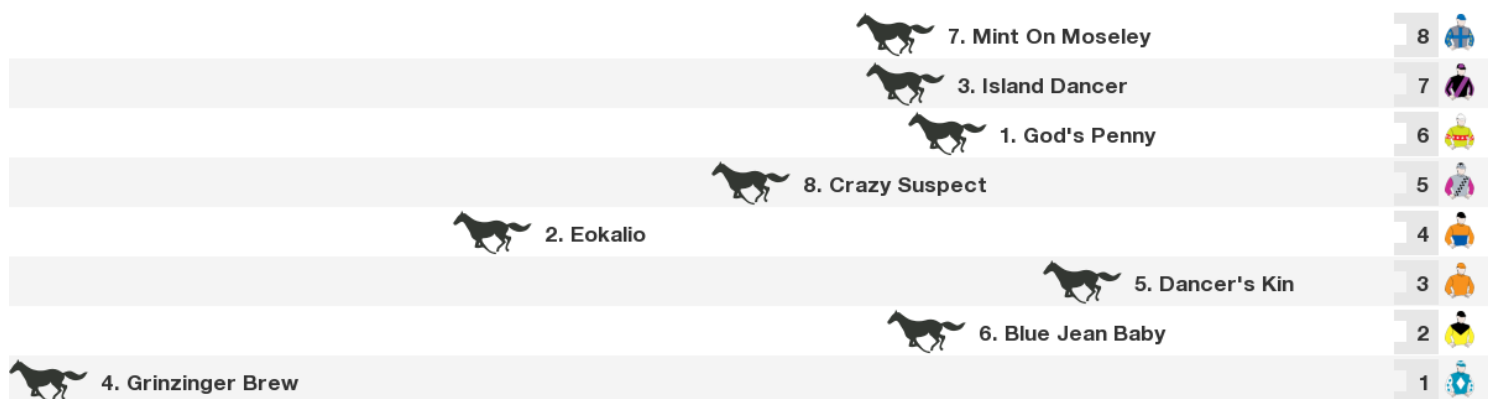 7. Mint On Moseley 8
3. Island Dancer 7
1. God's Penny 6
8. Crazy Suspect 5
2. Eokalio 4
5. Dancer's Kin 3
6. Blue Jean Baby 2
4. Grinzinger Brew 1